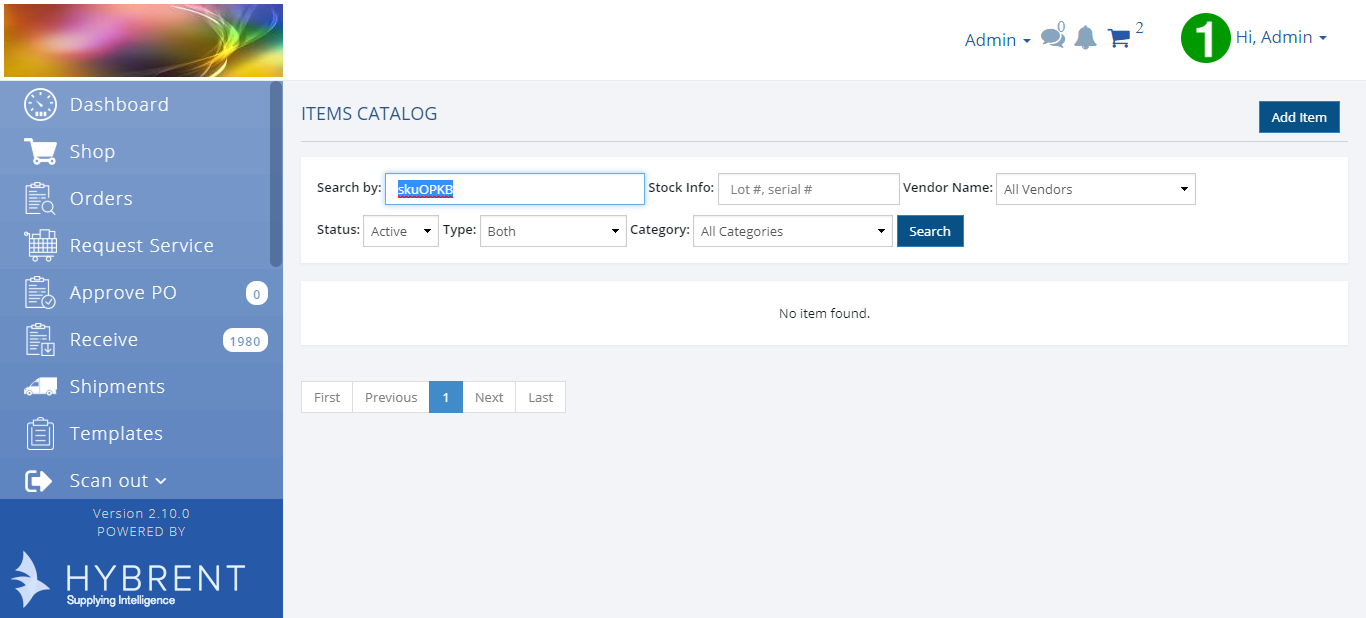 Admin 0 2 1 Hi, Admin
Dashboard
Shop
Orders
Request Service
Approve PO 0
Receive 1980
Shipments
Templates
Scan out
Version 2.10.0
POWERED BY
HYBRENT
Supplying Intelligence
ITEMS CATALOG Add Item
Search by: skuOPKB Stock Info: Lot #, serial # Vendor Name: All Vendors
Status: Active Type: Both Category: All Categories Search
No item found.
First Previous 1 Next Last